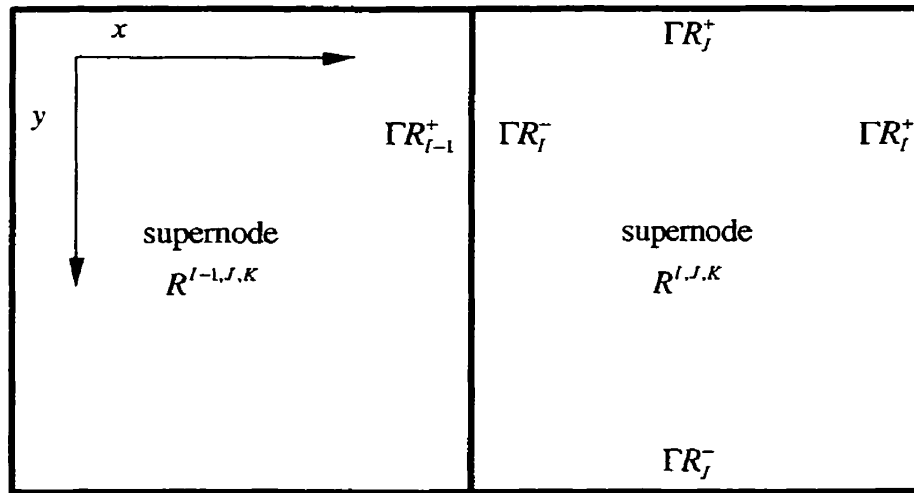 x
ΓR_J^+
y
ΓR_{I-1}^+ ΓR_I^- ΓR_I^+
supernode supernode
R^{I-1,J,K} R^{I,J,K}
ΓR_J^-